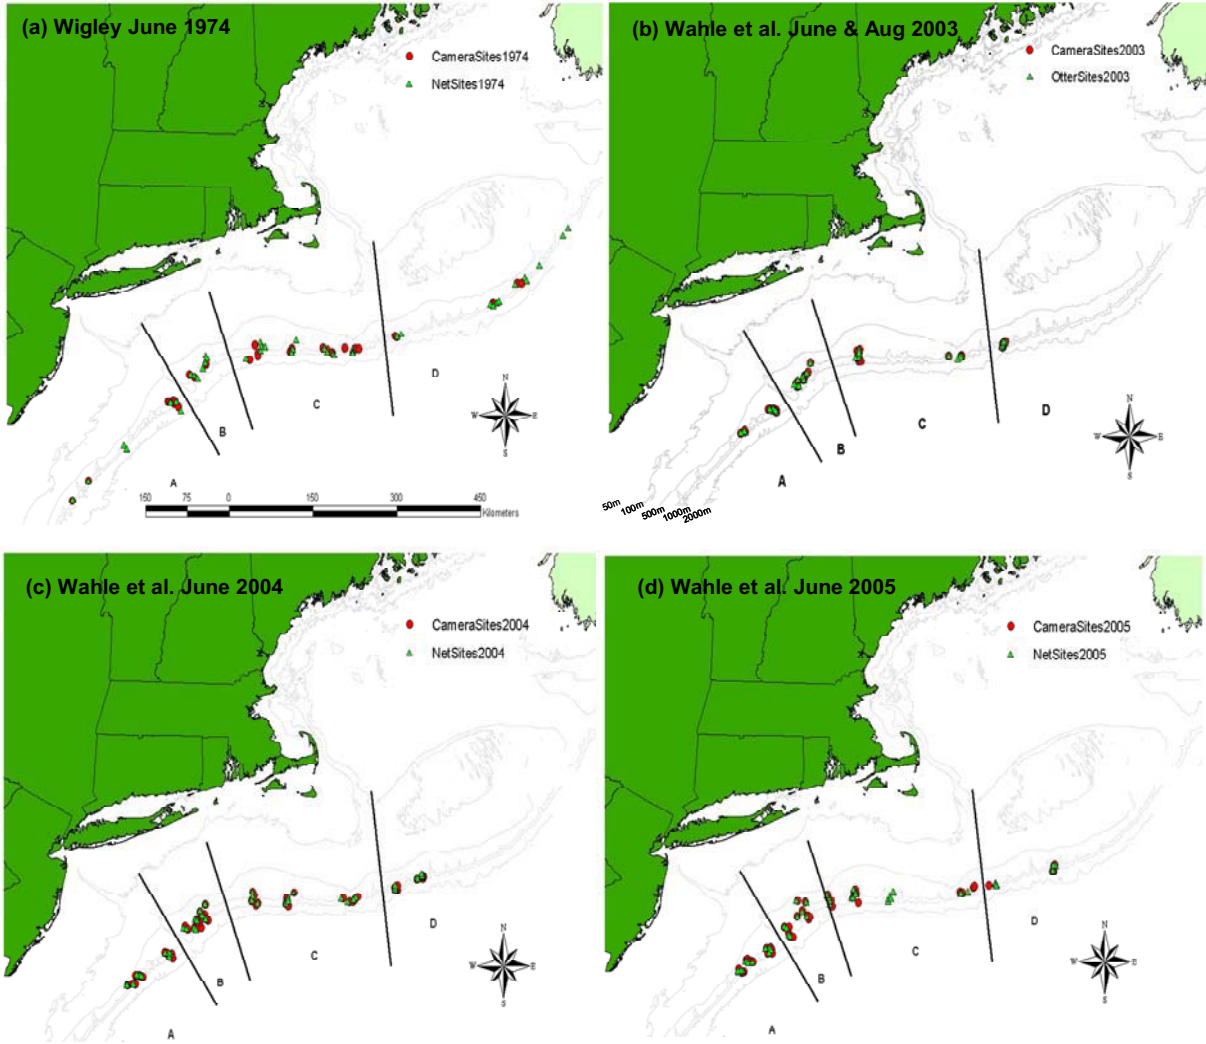 (a) Wigley June 1974
CameraSites1974
NetSites1974
A
B
C
D
N
W
E
S
150 75 0 150 300 450
Kilometers
(b) Wahle et al. June & Aug 2003
CameraSites2003
OtterSites2003
A
B
C
D
N
W
E
S
50m
100m
500m
1000m
2000m
(c) Wahle et al. June 2004
CameraSites2004
NetSites2004
A
B
C
D
N
W
E
S
(d) Wahle et al. June 2005
CameraSites2005
NetSites2005
A
B
C
D
N
W
E
S